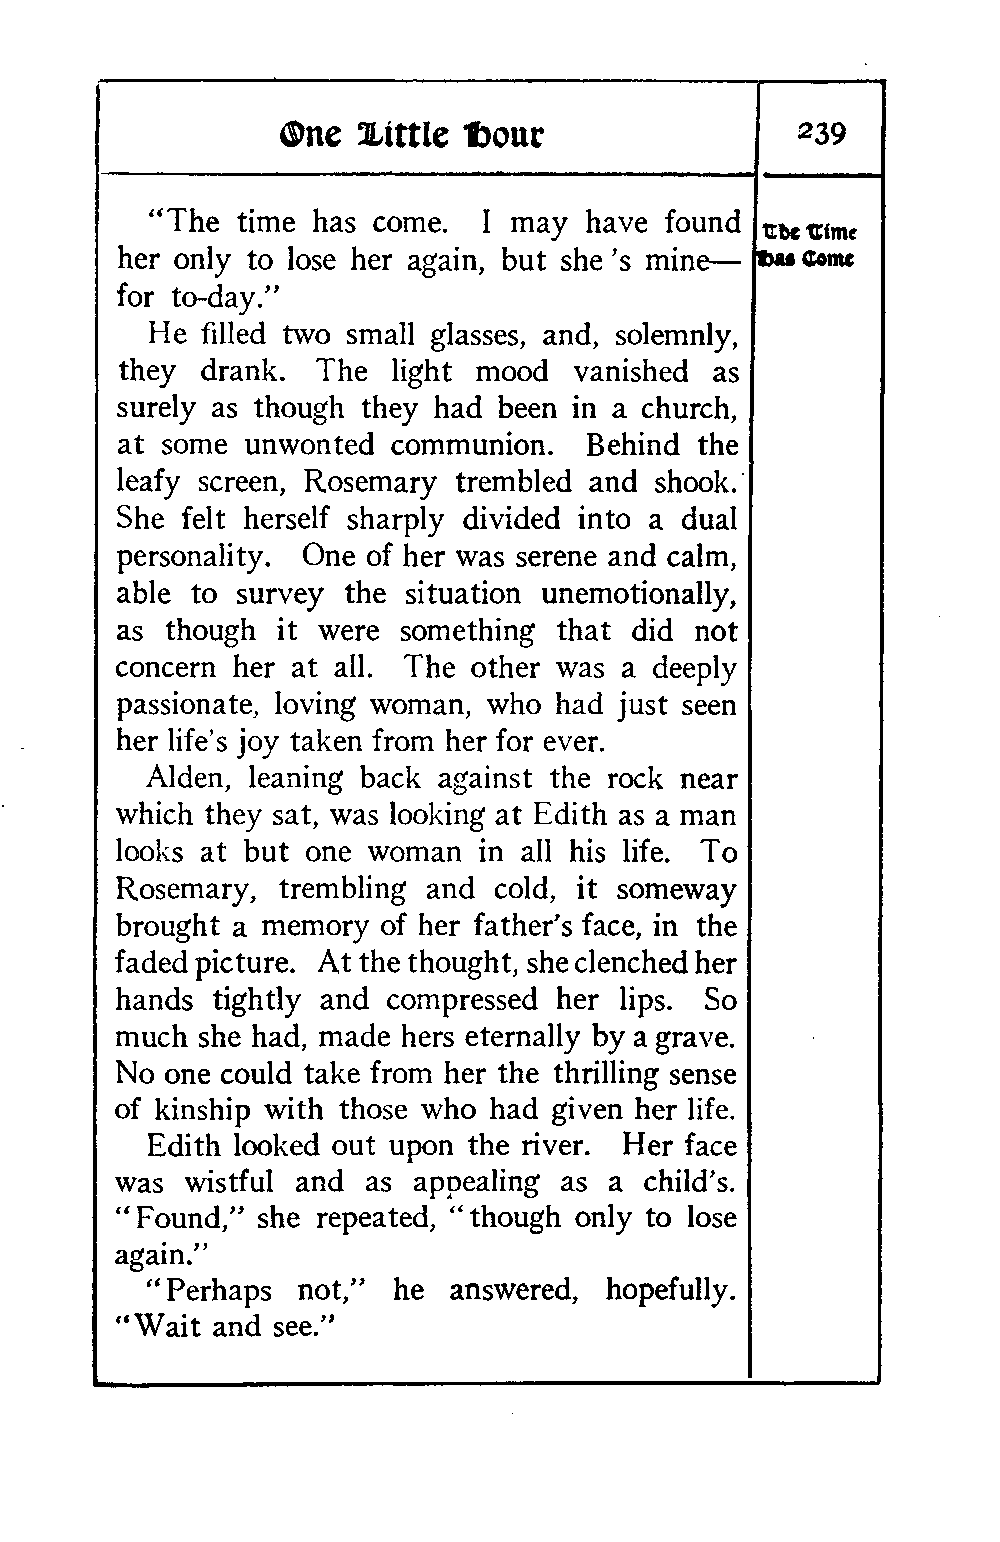 One Little Hour 239
The Time
has Come
"The time has come. I may have found
her only to lose her again, but she 's mine—
for to-day."
He filled two small glasses, and, solemnly,
they drank. The light mood vanished as
surely as though they had been in a church,
at some unwonted communion. Behind the
leafy screen, Rosemary trembled and shook.
She felt herself sharply divided into a dual
personality. One of her was serene and calm,
able to survey the situation unemotionally,
as though it were something that did not
concern her at all. The other was a deeply
passionate, loving woman, who had just seen
her life's joy taken from her for ever.
Alden, leaning back against the rock near
which they sat, was looking at Edith as a man
looks at but one woman in all his life. To
Rosemary, trembling and cold, it someway
brought a memory of her father's face, in the
faded picture. At the thought, she clenched her
hands tightly and compressed her lips. So
much she had, made hers eternally by a grave.
No one could take from her the thrilling sense
of kinship with those who had given her life.
Edith looked out upon the river. Her face
was wistful and as appealing as a child's.
"Found," she repeated, "though only to lose
again."
"Perhaps not," he answered, hopefully.
"Wait and see."